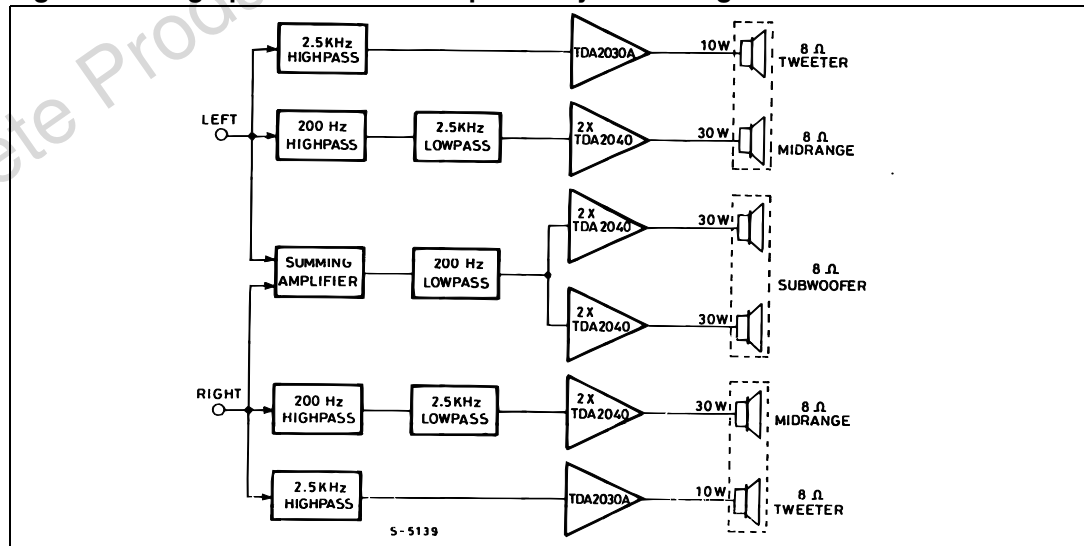 2.5KHz
HIGHPASS
TDA2030A
10W
8 Ω
TWEETER
LEFT
200 Hz
HIGHPASS
2.5KHz
LOWPASS
2X
TDA2040
30W
8 Ω
MIDRANGE
SUMMING
AMPLIFIER
200 Hz
LOWPASS
2X
TDA2040
30W
2X
TDA2040
30W
8 Ω
SUBWOOFER
RIGHT
200 Hz
HIGHPASS
2.5KHz
LOWPASS
2X
TDA2040
30W
8 Ω
MIDRANGE
2.5KHz
HIGHPASS
TDA2030A
10W
8 Ω
TWEETER
S-5139